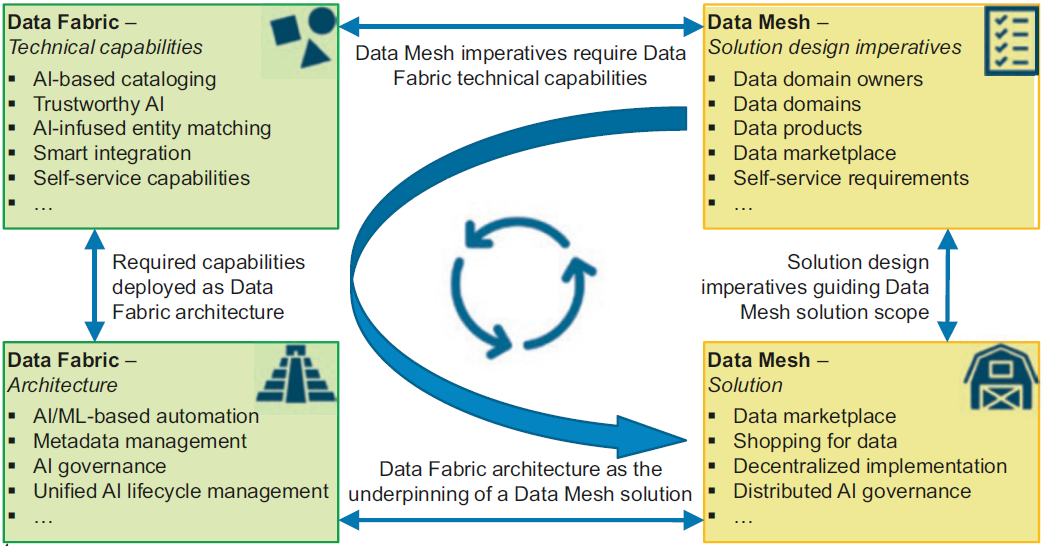 Data Fabric –
Technical capabilities
▪ AI-based cataloging
▪ Trustworthy AI
▪ AI-infused entity matching
▪ Smart integration
▪ Self-service capabilities
▪ …
Data Mesh imperatives require Data
Fabric technical capabilities
Data Mesh –
Solution design imperatives
▪ Data domain owners
▪ Data domains
▪ Data products
▪ Data marketplace
▪ Self-service requirements
▪ …
Required capabilities
deployed as Data
Fabric architecture
Solution design
imperatives guiding Data
Mesh solution scope
Data Fabric –
Architecture
▪ AI/ML-based automation
▪ Metadata management
▪ AI governance
▪ Unified AI lifecycle management
▪ …
Data Fabric architecture as the
underpinning of a Data Mesh solution
Data Mesh –
Solution
▪ Data marketplace
▪ Shopping for data
▪ Decentralized implementation
▪ Distributed AI governance
▪ …